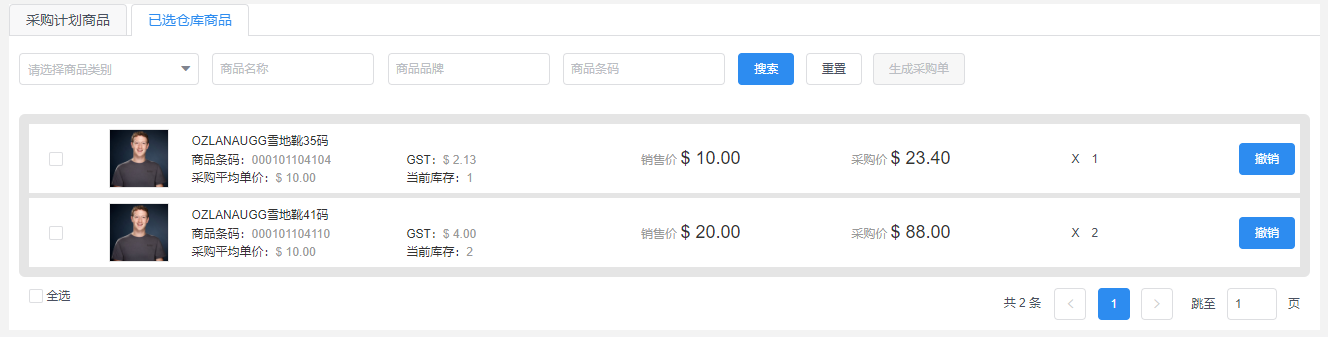 采购计划商品 已选仓库商品
请选择商品类别 商品名称 商品品牌 商品条码 搜索 重置 生成采购单
OZLANAUGG雪地靴35码
商品条码：000101104104 GST：$ 2.13 销售价 $ 10.00 采购价 $ 23.40 X 1 撤销
采购平均单价：$ 10.00 当前库存：1
OZLANAUGG雪地靴41码
商品条码：000101104110 GST：$ 4.00 销售价 $ 20.00 采购价 $ 88.00 X 2 撤销
采购平均单价：$ 10.00 当前库存：2
全选 共 2 条 1 跳至 1 页